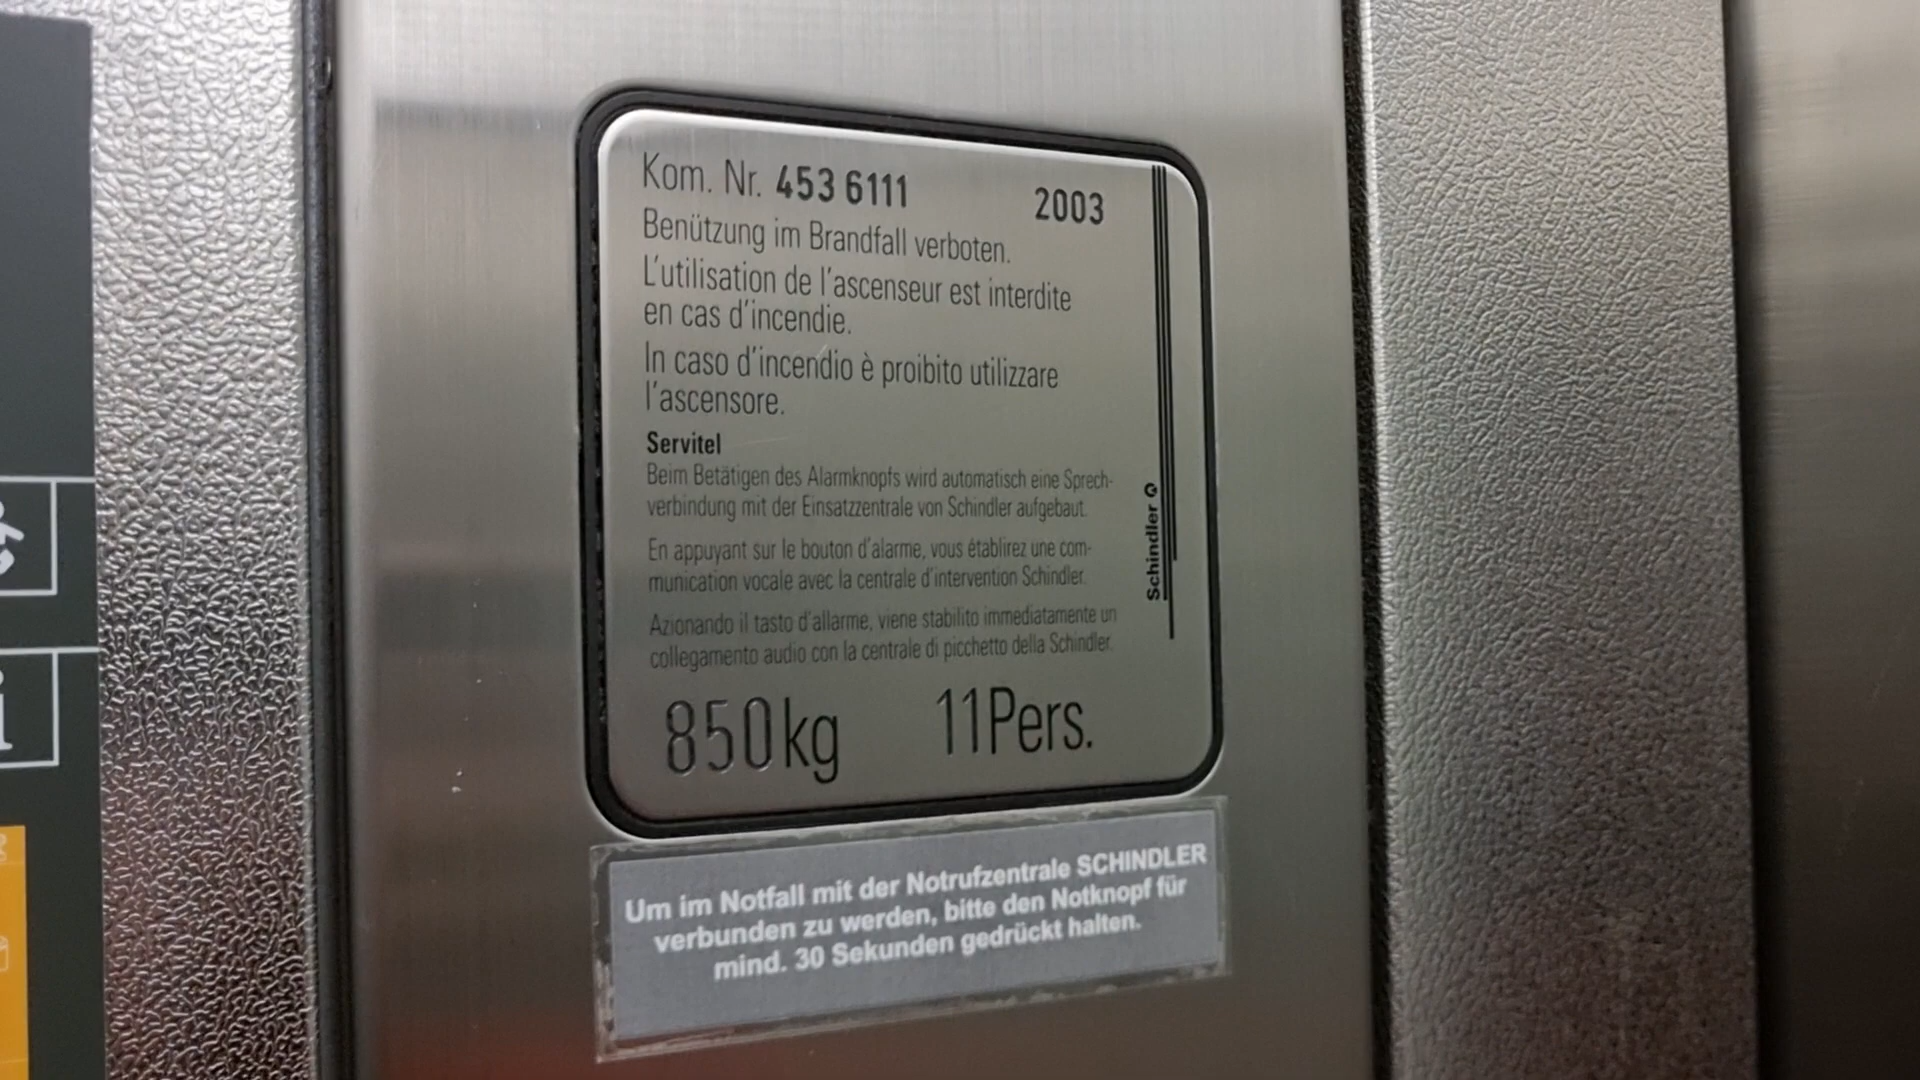 Kom. Nr. 453 6111 2003
Benützung im Brandfall verboten.
L'utilisation de l'ascenseur est interdite
en cas d'incendie.
In caso d'incendio è proibito utilizzare
l'ascensore.
Servitel
Beim Betätigen des Alarmknopfs wird automatisch eine Sprech-
verbindung mit der Einsatzzentrale von Schindler aufgebaut.
En appuyant sur le bouton d'alarme, vous établirez une com-
munication vocale avec la centrale d'intervention Schindler.
Azionando il tasto d'allarme, viene stabilito immediatamente un
collegamento audio con la centrale di picchetto della Schindler.
850kg 11Pers.
Schindler
Um im Notfall mit der Notrufzentrale SCHINDLER
verbunden zu werden, bitte den Notknopf für
mind. 30 Sekunden gedrückt halten.